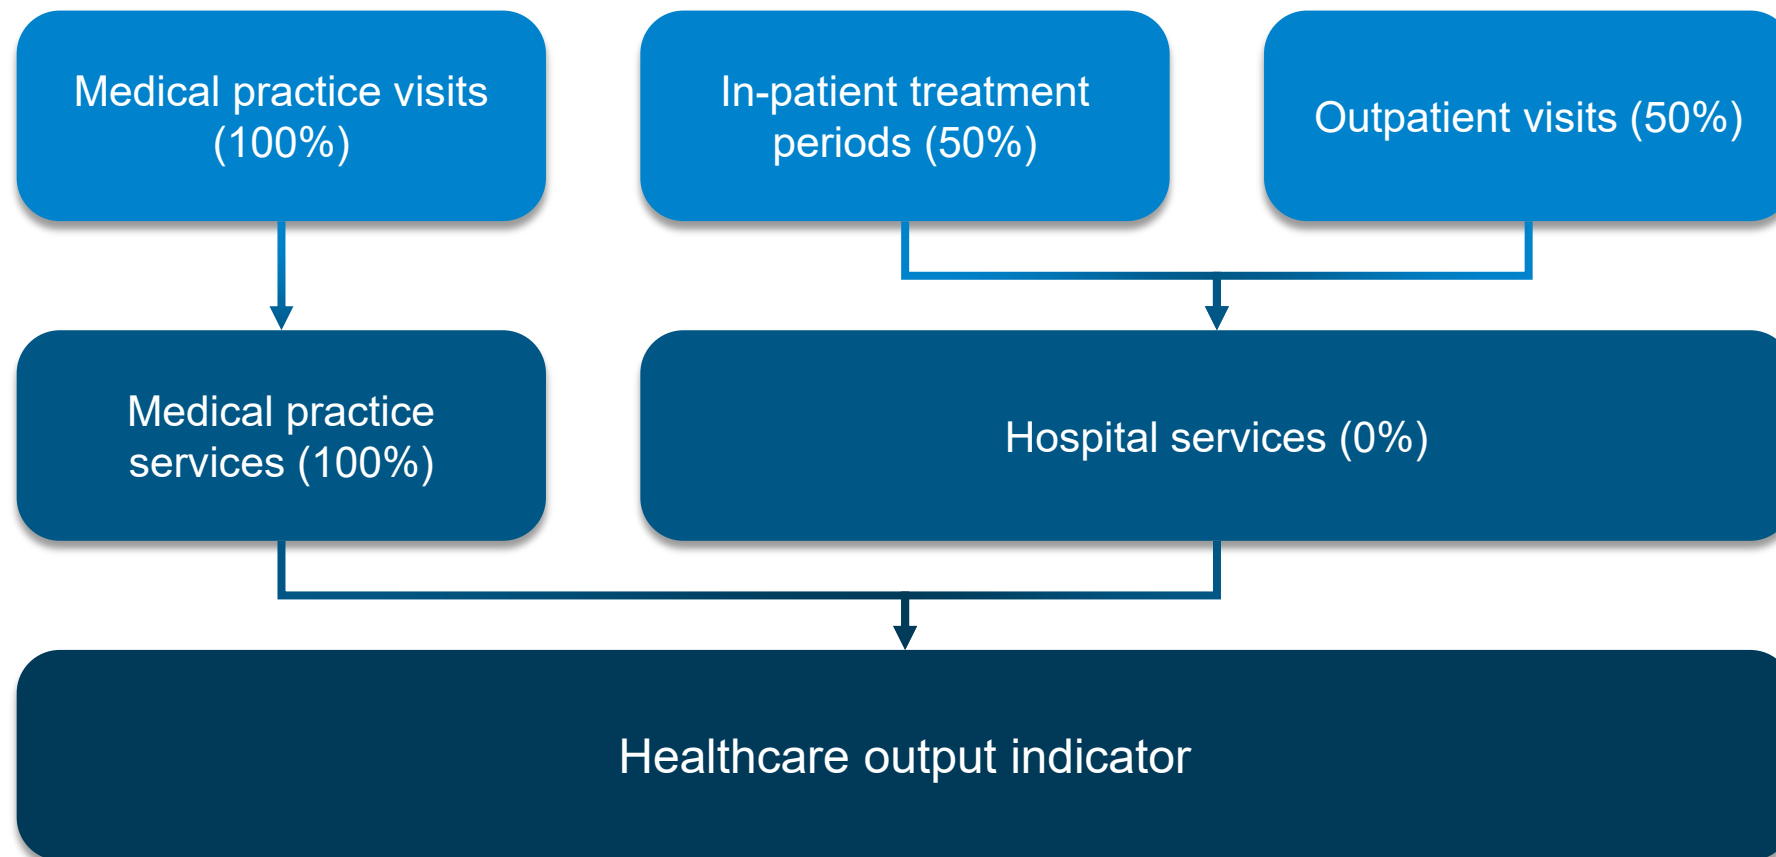 Medical practice visits
(100%)
In-patient treatment
periods (50%)
Outpatient visits (50%)
Medical practice
services (100%)
Hospital services (0%)
Healthcare output indicator